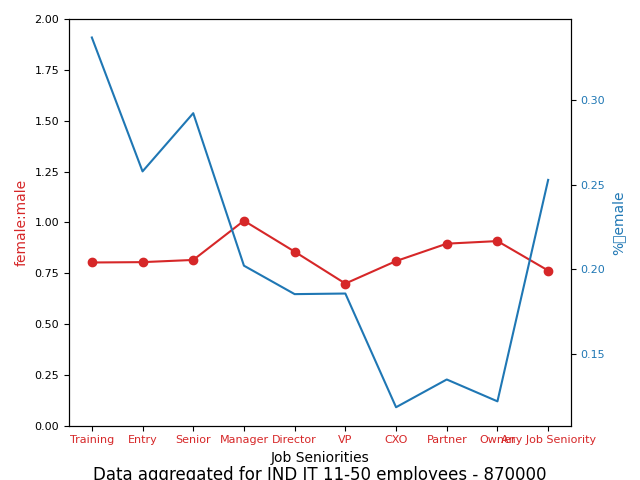 2.00
1.75
1.50
1.25
1.00
0.75
0.50
0.25
0.00
female:male
0.30
0.25
0.20
0.15
%□emale
Training Entry Senior Manager Director VP CXO Partner Owner Any Job Seniority
Job Seniorities
Data aggregated for IND IT 11-50 employees - 870000